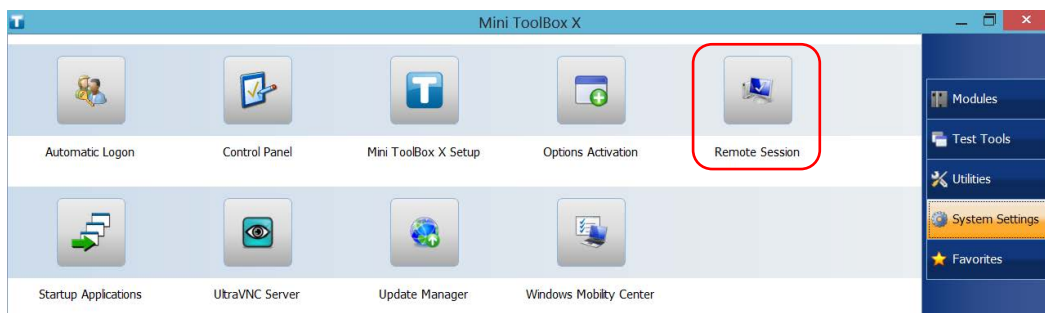 Mini ToolBox X
Automatic Logon
Control Panel
Mini ToolBox X Setup
Options Activation
Remote Session
Startup Applications
UltraVNC Server
Update Manager
Windows Mobility Center
Modules
Test Tools
Utilities
System Settings
Favorites